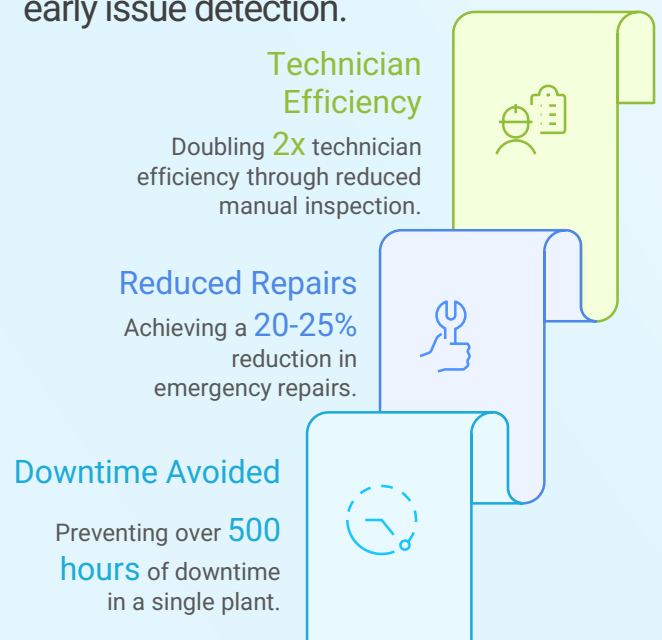 early issue detection.
Technician
Efficiency
Doubling 2x technician
efficiency through reduced
manual inspection.
Reduced Repairs
Achieving a 20-25%
reduction in
emergency repairs.
Downtime Avoided
Preventing over 500
hours of downtime
in a single plant.